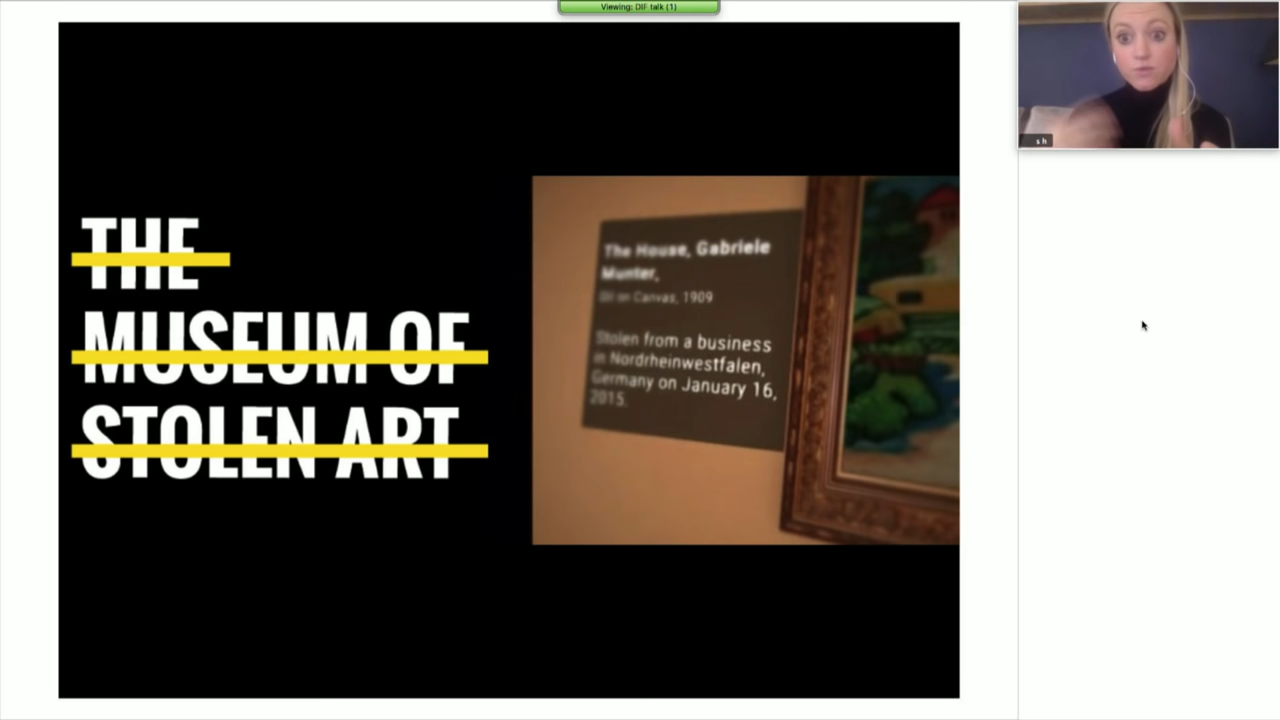 Viewing: DIF talk (1)
THE
MUSEUM OF
STOLEN ART
The House, Gabriele
Munter,
Oil on Canvas, 1909
Stolen from a business
in Nordrheinwestfalen,
Germany on January 16,
2015.
s h